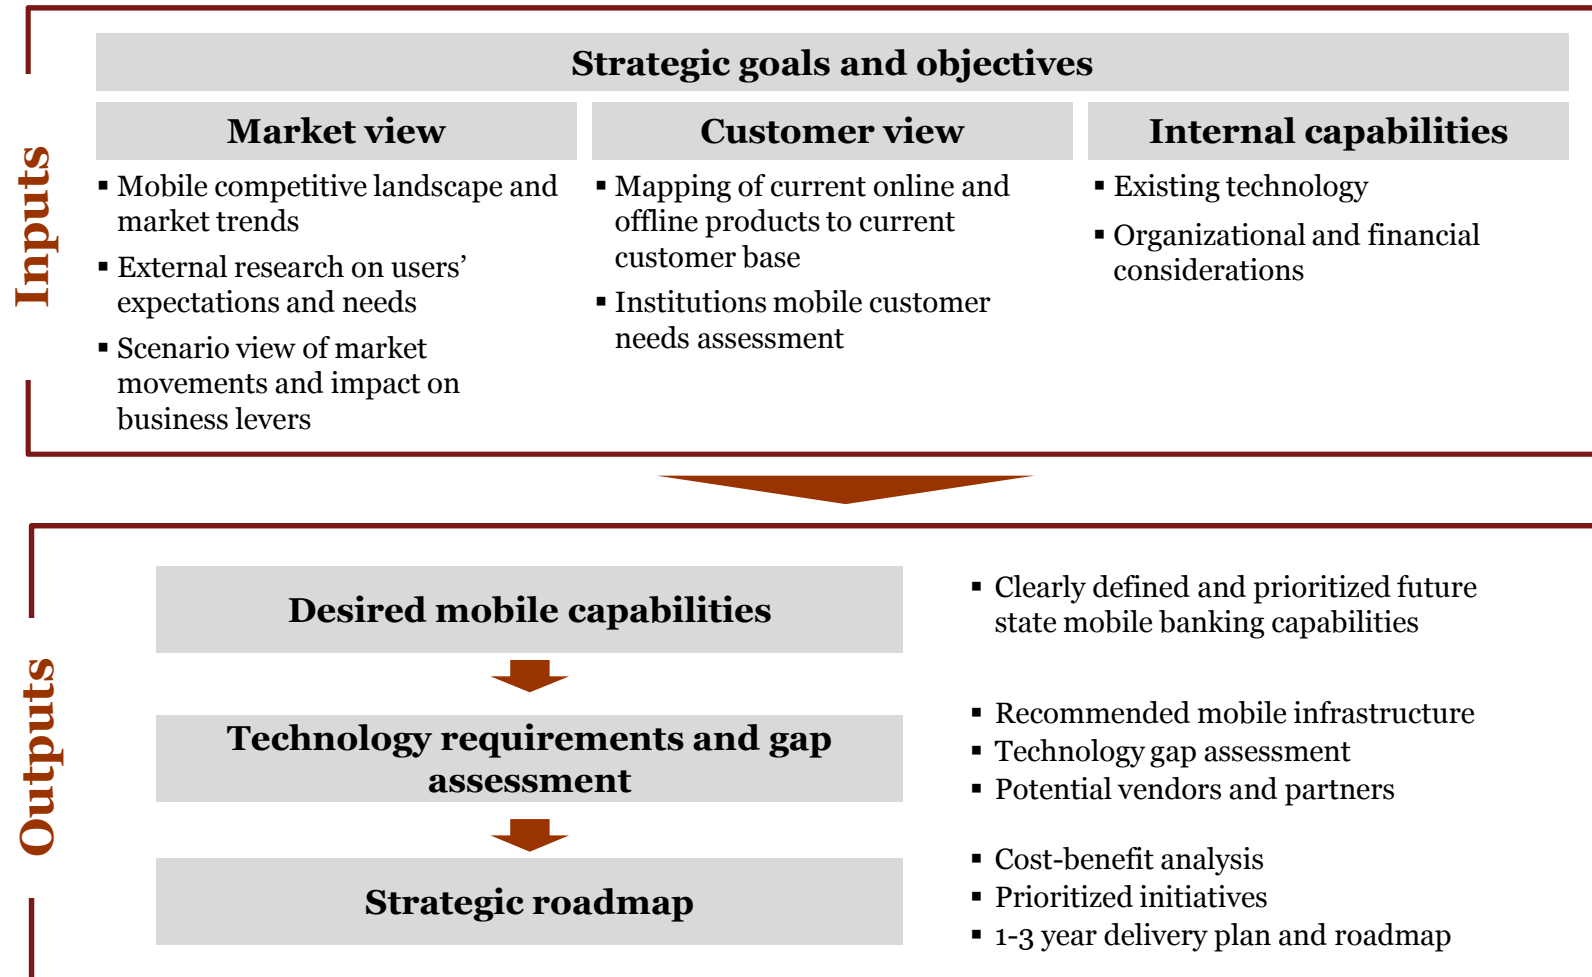 Inputs
Strategic goals and objectives
Market view
▪ Mobile competitive landscape and
market trends
▪ External research on users’
expectations and needs
▪ Scenario view of market
movements and impact on
business levers
Customer view
▪ Mapping of current online and
offline products to current
customer base
▪ Institutions mobile customer
needs assessment
Internal capabilities
▪ Existing technology
▪ Organizational and financial
considerations
Outputs
Desired mobile capabilities
▪ Clearly defined and prioritized future
state mobile banking capabilities
Technology requirements and gap
assessment
▪ Recommended mobile infrastructure
▪ Technology gap assessment
▪ Potential vendors and partners
Strategic roadmap
▪ Cost-benefit analysis
▪ Prioritized initiatives
▪ 1-3 year delivery plan and roadmap